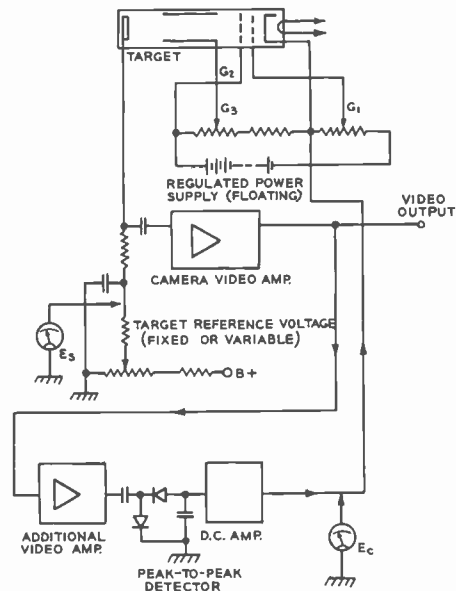 TARGET
G2
G3
G1
REGULATED POWER
SUPPLY (FLOATING)
VIDEO
OUTPUT
CAMERA VIDEO AMP.
TARGET REFERENCE VOLTAGE
(FIXED OR VARIABLE)
ES
B+
ADDITIONAL
VIDEO AMP.
D.C. AMP.
EC
PEAK-TO-PEAK
DETECTOR